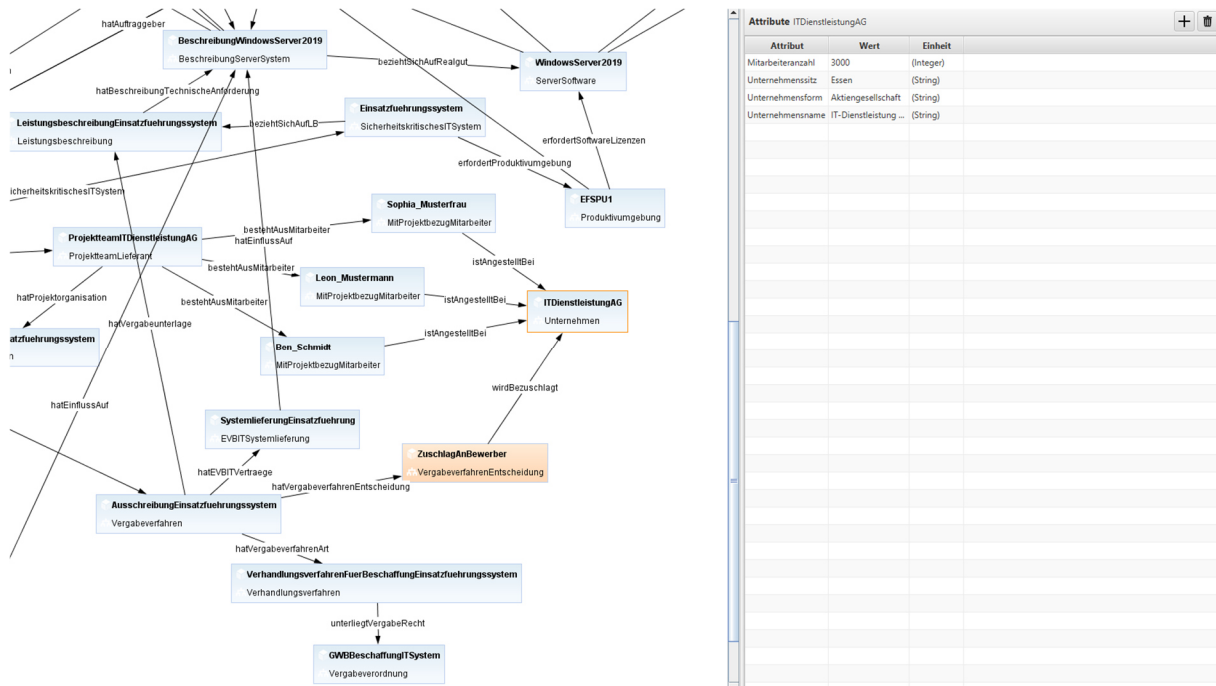 hatAuftraggeber
BeschreibungWindowsServer2019
BeschreibungServerSystem
beziehtSichAufRealgut
WindowsServer2019
ServerSoftware
hatBeschreibungTechnischeAnforderung
LeistungsbeschreibungEinsatzfuehrungssystem
Leistungsbeschreibung
beziehtSichAufLB
Einsatzfuehrungssystem
SicherheitskritischesITSystem
erfordertSoftwareLizenzen
erfordertProduktivumgebung
icherheitskritischesITSystem
EFSPU1
Produktivumgebung
Sophia_Musterfrau
MitProjektbezugMitarbeiter
ProjektteamITDienstleistungAG
ProjektteamLieferant
bestehtAusMitarbeiter
hatEinflussAuf
istAngestelltBei
bestehtAusMitarbeiter
Leon_Mustermann
MitProjektbezugMitarbeiter
hatProjektorganisation
bestehtAusMitarbeiter
istAngestelltBei
ITDienstleistungAG
Unternehmen
hatVergabeunterlage
atzfuehrungssystem
n
istAngestelltBei
Ben_Schmidt
MitProjektbezugMitarbeiter
wirdBezuschlagt
hatEinflussAuf
SystemlieferungEinsatzfuehrung
EVBITSystemlieferung
ZuschlagAnBewerber
VergabeverfahrenEntscheidung
hatEVBITVertraege
hatVergabeverfahrenEntscheidung
AusschreibungEinsatzfuehrungssystem
Vergabeverfahren
hatVergabeverfahrenArt
VerhandlungsverfahrenFuerBeschaffungEinsatzfuehrungssystem
Verhandlungsverfahren
unterliegtVergabeRecht
GWBBeschaffungITSystem
Vergabeverordnung
Attribute ITDienstleistungAG
Attribut Wert Einheit
Mitarbeiteranzahl 3000 (Integer)
Unternehmenssitz Essen (String)
Unternehmensform Aktiengesellschaft (String)
Unternehmensname IT-Dienstleistung ... (String)